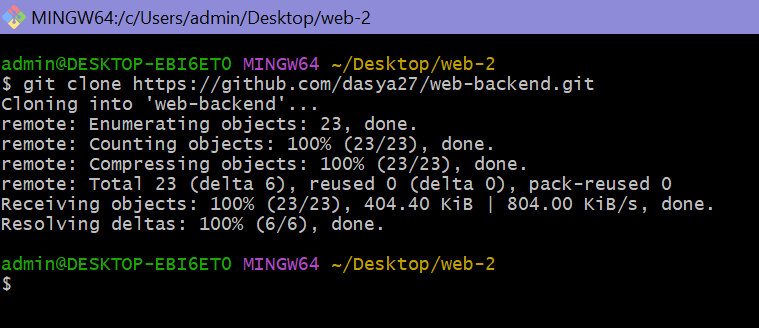 MINGW64:/c/Users/admin/Desktop/web-2
admin@DESKTOP-EBI6ET0 MINGW64 ~/Desktop/web-2
$ git clone https://github.com/dasya27/web-backend.git
Cloning into 'web-backend'...
remote: Enumerating objects: 23, done.
remote: Counting objects: 100% (23/23), done.
remote: Compressing objects: 100% (23/23), done.
remote: Total 23 (delta 6), reused 0 (delta 0), pack-reused 0
Receiving objects: 100% (23/23), 404.40 KiB | 804.00 KiB/s, done.
Resolving deltas: 100% (6/6), done.
admin@DESKTOP-EBI6ET0 MINGW64 ~/Desktop/web-2
$